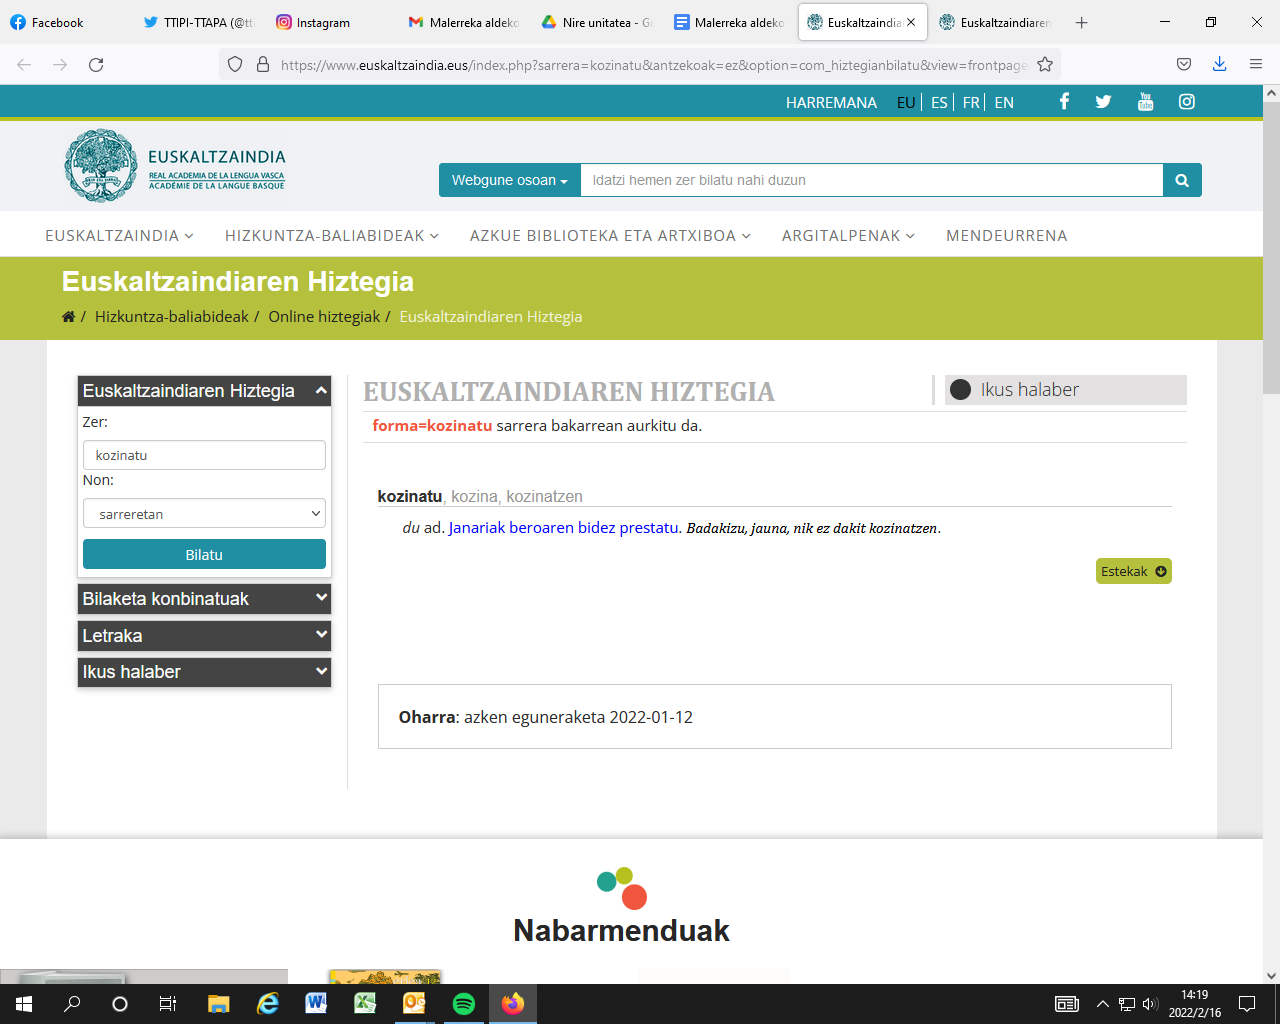 Facebook
TTIPI-TTAPA (@tt
Instagram
Malerreka aldeko
Nire unitatea - Go
Malerreka aldeko
Euskaltzaindia
Euskaltzaindiaren
https://www.euskaltzaindia.eus/index.php?sarrera=kozinatu&antzekoak=ez&option=com_hiztegianbilatu&view=frontpage
HARREMANA EU ES FR EN
EUSKALTZAINDIA
REAL ACADEMIA DE LA LENGUA VASCA
ACADÉMIE DE LA LANGUE BASQUE
Webgune osoan
Idatzi hemen zer bilatu nahi duzun
EUSKALTZAINDIA
HIZKUNTZA-BALIABIDEAK
AZKUE BIBLIOTEKA ETA ARTXIBOA
ARGITALPENAK
MENDEURRENA
Euskaltzaindiaren Hiztegia
/ Hizkuntza-baliabideak / Online hiztegiak / Euskaltzaindiaren Hiztegia
Euskaltzaindiaren Hiztegia
Zer:
kozinatu
Non:
sarreretan
Bilatu
Bilaketa konbinatuak
Letraka
Ikus halaber
EUSKALTZAINDIAREN HIZTEGIA
Ikus halaber
forma=kozinatu sarrera bakarrean aurkitu da.
kozinatu, kozina, kozinatzen
du ad. Janariak beroaren bidez prestatu. Badakizu, jauna, nik ez dakit kozinatzen.
Estekak
Oharra: azken eguneraketa 2022-01-12
Nabarmenduak
14:19
2022/2/16